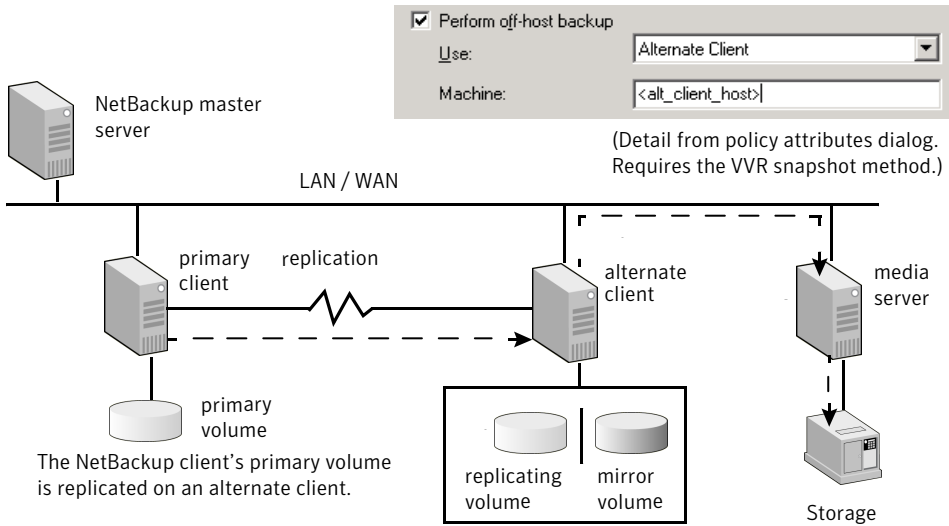 Perform off-host backup
Use:
Alternate Client
Machine:
<alt_client_host>
(Detail from policy attributes dialog.
Requires the VVR snapshot method.)
NetBackup master
server
LAN / WAN
primary
client
replication
alternate
client
media
server
primary
volume
The NetBackup client's primary volume
is replicated on an alternate client.
replicating
volume
mirror
volume
Storage